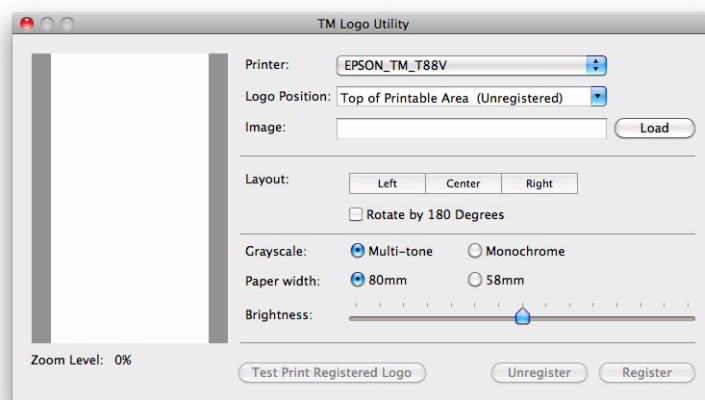 TM Logo Utility
Printer: EPSON_TM_T88V
Logo Position: Top of Printable Area (Unregistered)
Image: Load
Layout: Left Center Right
Rotate by 180 Degrees
Grayscale: Multi-tone Monochrome
Paper width: 80mm 58mm
Brightness:
Zoom Level: 0%
Test Print Registered Logo Unregister Register